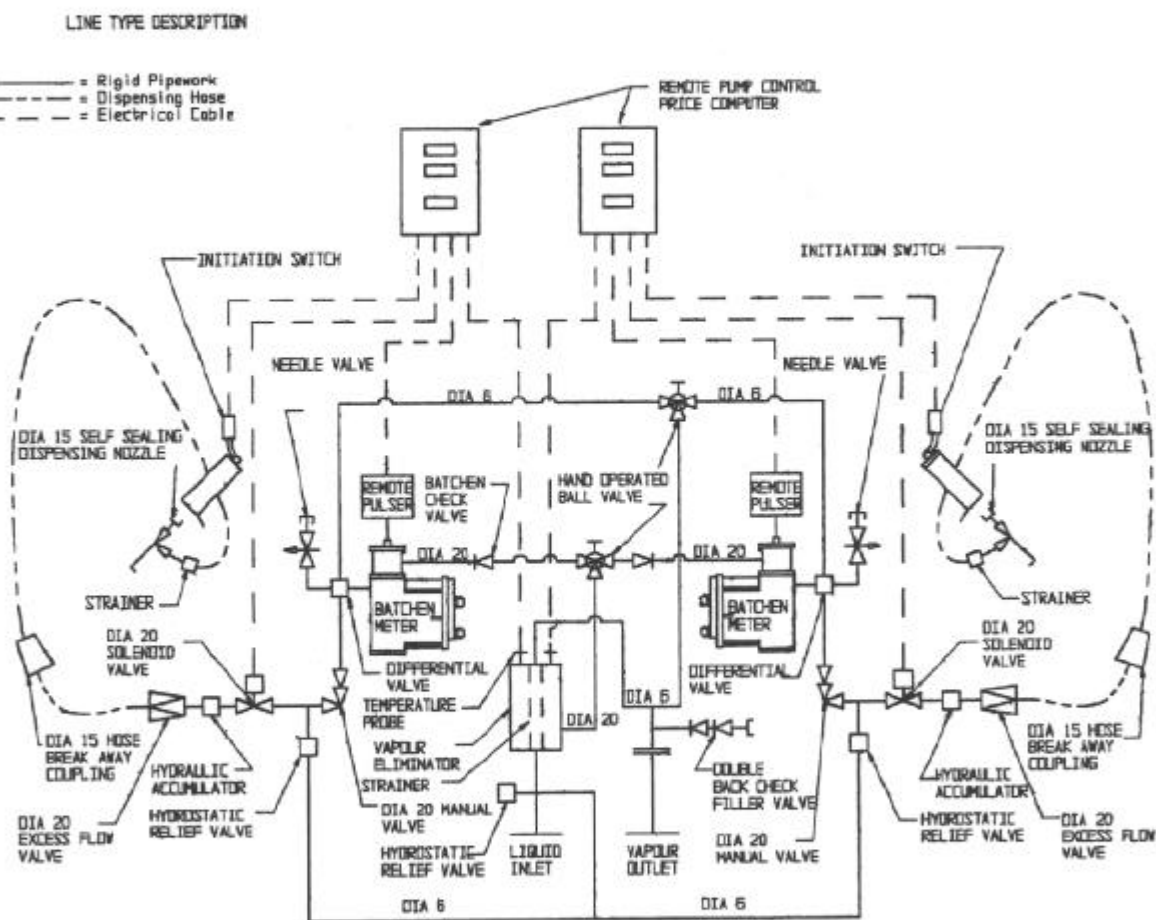 LINE TYPE DESCRIPTION
= Rigid Pipework
= Dispensing Hose
= Electrical Cable
REMOTE PUMP CONTROL
PRICE COMPUTER
INITIATION SWITCH
INITIATION SWITCH
NEEDLE VALVE
NEEDLE VALVE
DIA 6
DIA 6
DIA 15 SELF SEALING
DISPENSING NOZZLE
DIA 15 SELF SEALING
DISPENSING NOZZLE
REMOTE
PULSER
BATCHEN
CHECK
VALVE
HAND OPERATED
BALL VALVE
REMOTE
PULSER
DIA 20
DIA 20
STRAINER
STRAINER
BATCHEN
METER
BATCHEN
METER
DIA 20
SOLENOID
VALVE
DIA 20
SOLENOID
VALVE
DIFFERENTIAL
VALVE
DIFFERENTIAL
VALVE
TEMPERATURE
PROBE
DIA 6
DIA 20
DIA 15 HOSE
BREAK AWAY
COUPLING
DIA 15 HOSE
BREAK AWAY
COUPLING
VAPOUR
ELIMINATOR
STRAINER
DOUBLE
BACK CHECK
FILLER VALVE
HYDRAULIC
ACCUMULATOR
HYDRAULIC
ACCUMULATOR
DIA 20 MANUAL
VALVE
HYDROSTATIC
RELIEF VALVE
HYDROSTATIC
RELIEF VALVE
DIA 20
EXCESS FLOW
VALVE
DIA 20
EXCESS FLOW
VALVE
HYDROSTATIC
RELIEF VALVE
LIQUID
INLET
VAPOUR
OUTLET
DIA 20
MANUAL VALVE
DIA 6
DIA 6